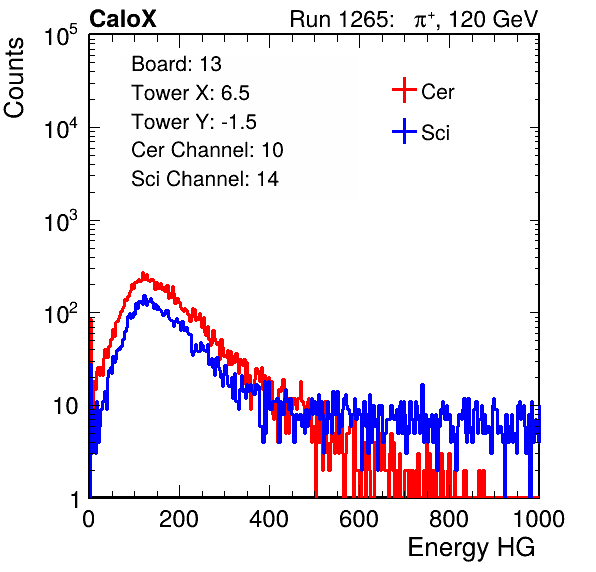 CaloX Run 1265: π⁺, 120 GeV
Board: 13
Tower X: 6.5
Tower Y: -1.5
Cer Channel: 10
Sci Channel: 14
Cer
Sci
Counts
10⁵
10⁴
10³
10²
10
1
0 200 400 600 800 1000
Energy HG